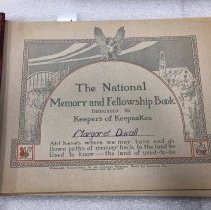 The National
Memory and Fellowship Book
Dedicated to
Keepers of Keepsakes
Margaret Duvall
Ah! here's where we may turn and go
Down paths of memory back to the land we
Used to know — the land of used-to-be